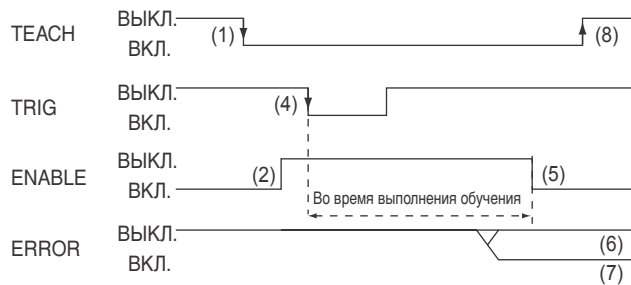 TEACH
ВЫКЛ.
ВКЛ.
(1)
(8)
TRIG
ВЫКЛ.
ВКЛ.
(4)
ENABLE
ВЫКЛ.
ВКЛ.
(2)
(5)
Во время выполнения обучения
ERROR
ВЫКЛ.
ВКЛ.
(6)
(7)